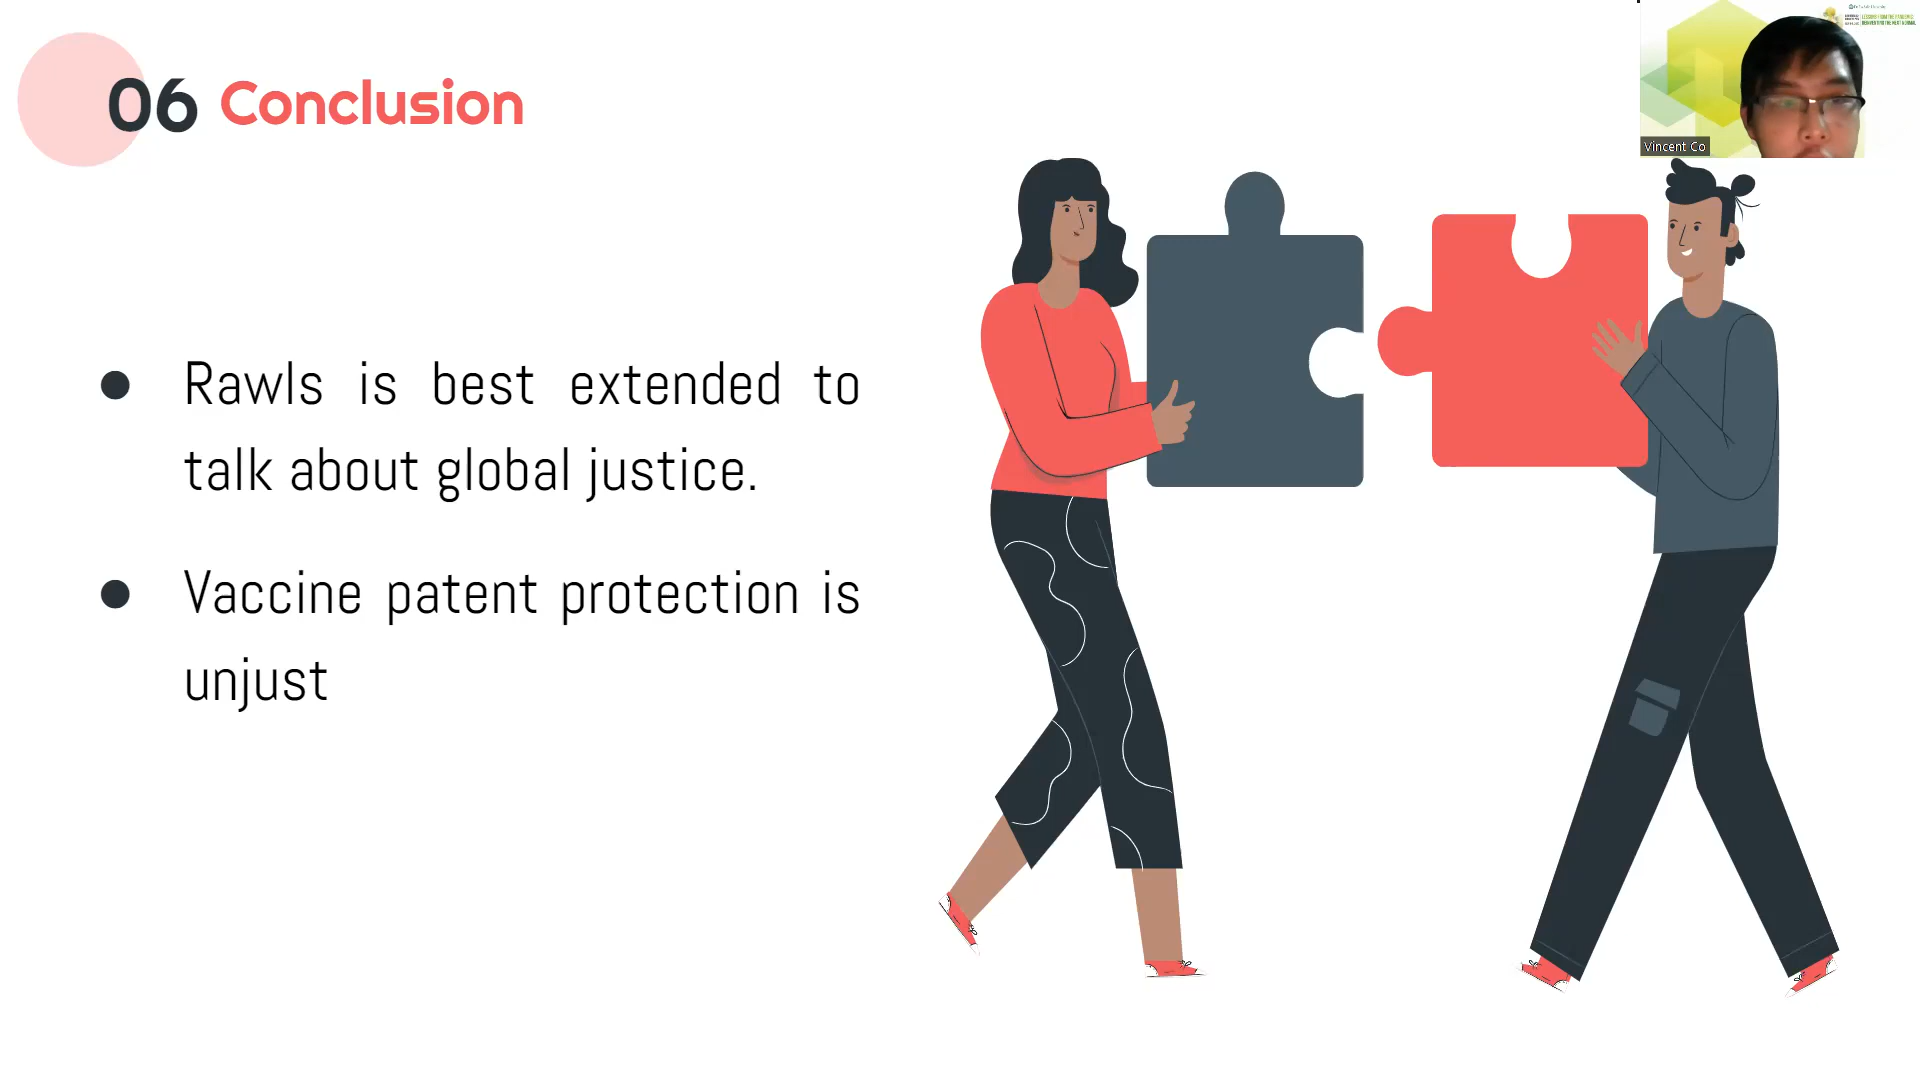 06 Conclusion
Rawls is best extended to
talk about global justice.
Vaccine patent protection is
unjust
Vincent Co